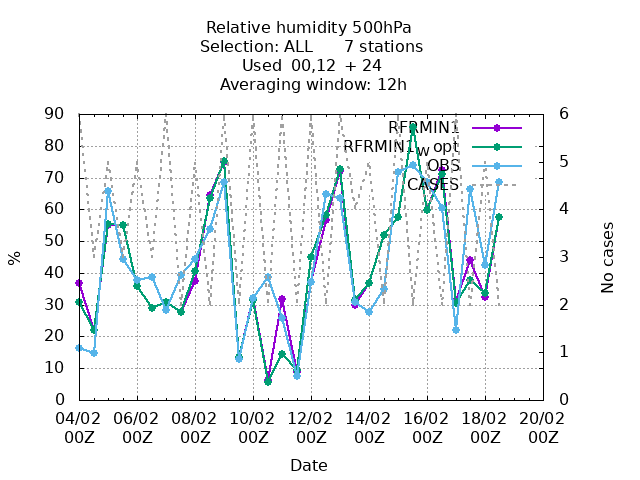 Relative humidity 500hPa
Selection: ALL 7 stations
Used 00,12 + 24
Averaging window: 12h
90
80
70
60
50
40
30
20
10
0
%
6
5
4
3
2
1
0
No cases
RFRMIN1
RFRMIN1_W_opt
OBS
CASES
04/02 06/02 08/02 10/02 12/02 14/02 16/02 18/02 20/02
00Z 00Z 00Z 00Z 00Z 00Z 00Z 00Z 00Z
Date